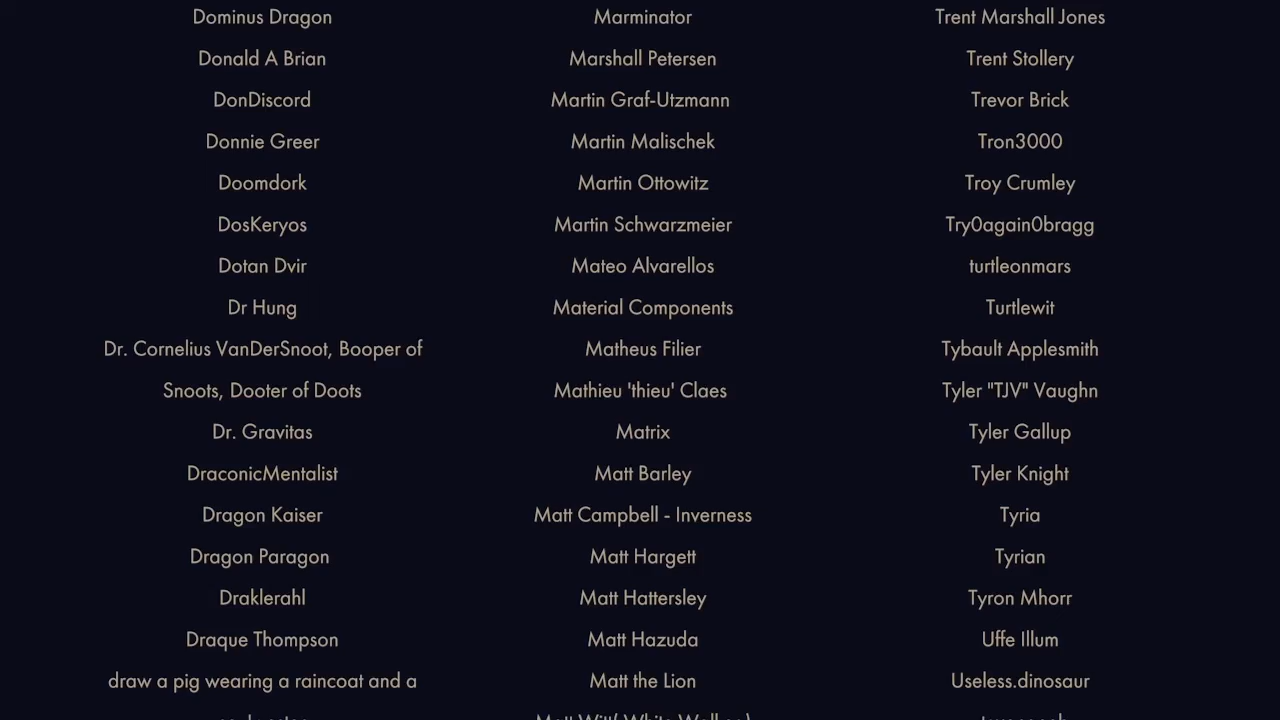 Dominus Dragon
Donald A Brian
DonDiscord
Donnie Greer
Doomdork
DosKeryos
Dotan Dvir
Dr Hung
Dr. Cornelius VanDerSnoot, Booper of
Snoots, Dooter of Doots
Dr. Gravitas
DraconicMentalist
Dragon Kaiser
Dragon Paragon
Draklerahl
Draque Thompson
draw a pig wearing a raincoat and a
Marminator
Marshall Petersen
Martin Graf-Utzmann
Martin Malischek
Martin Ottowitz
Martin Schwarzmeier
Mateo Alvarellos
Material Components
Matheus Filier
Mathieu 'thieu' Claes
Matrix
Matt Barley
Matt Campbell - Inverness
Matt Hargett
Matt Hattersley
Matt Hazuda
Matt the Lion
Trent Marshall Jones
Trent Stollery
Trevor Brick
Tron3000
Troy Crumley
Try0again0bragg
turtleonmars
Turtlewit
Tybault Applesmith
Tyler "TJV" Vaughn
Tyler Gallup
Tyler Knight
Tyria
Tyrian
Tyron Mhorr
Uffe Illum
Useless.dinosaur